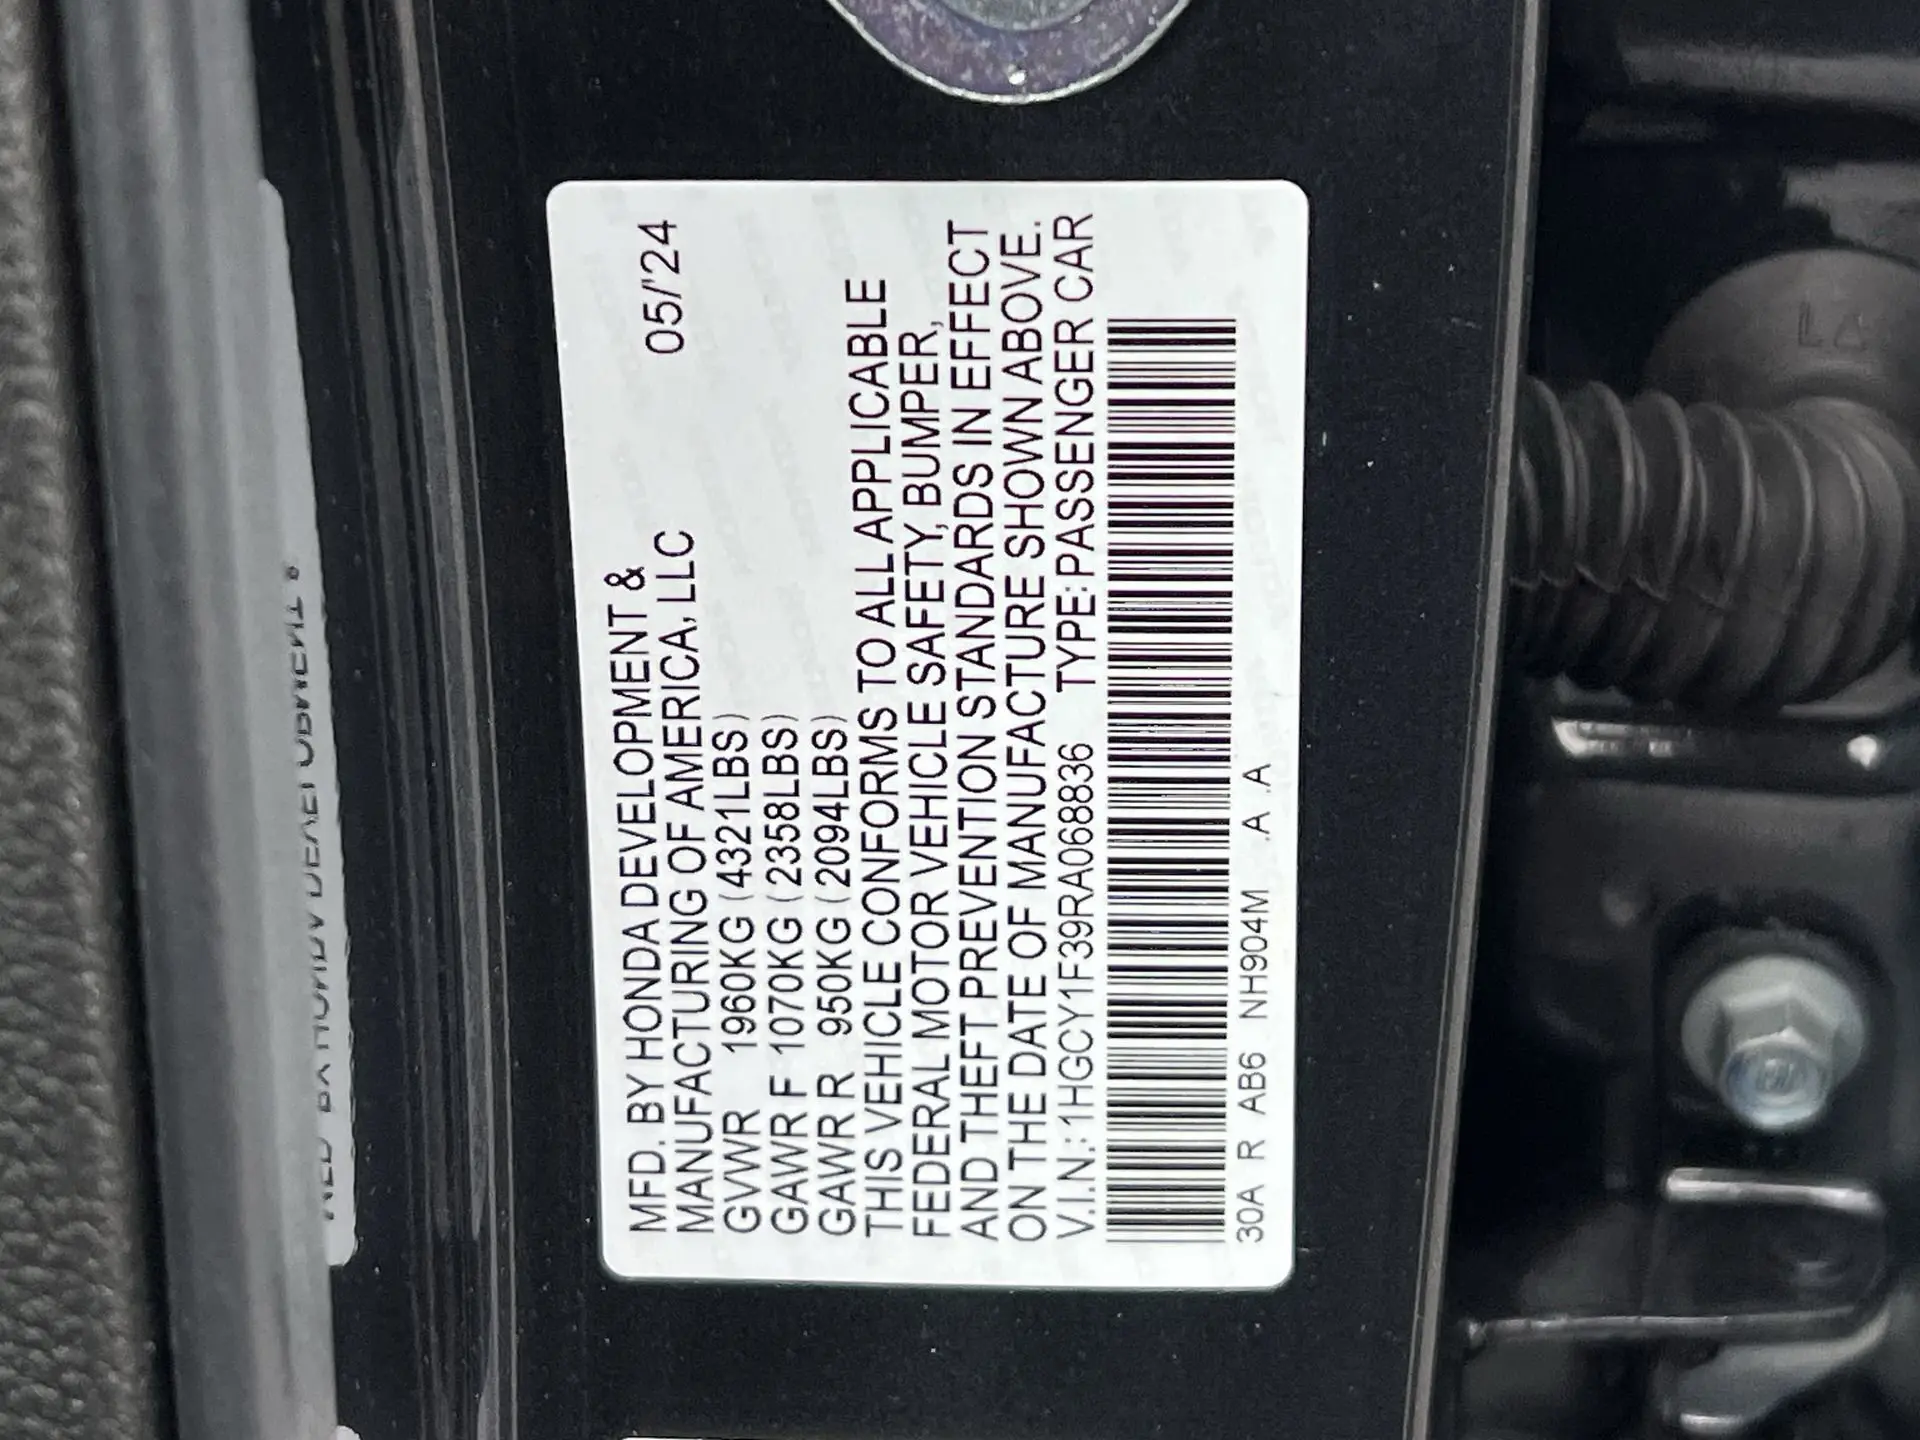 MFD. BY HONDA DEVELOPMENT &
MANUFACTURING OF AMERICA, LLC 05/'24
GVWR 1960KG (4321LBS)
GAWR F 1070KG (2358LBS)
GAWR R 950KG (2094LBS)
THIS VEHICLE CONFORMS TO ALL APPLICABLE
FEDERAL MOTOR VEHICLE SAFETY, BUMPER,
AND THEFT PREVENTION STANDARDS IN EFFECT
ON THE DATE OF MANUFACTURE SHOWN ABOVE.
V.I.N.: 1HGCY1F39RA068836 TYPE: PASSENGER CAR
30A R AB6 NH904M .A .A